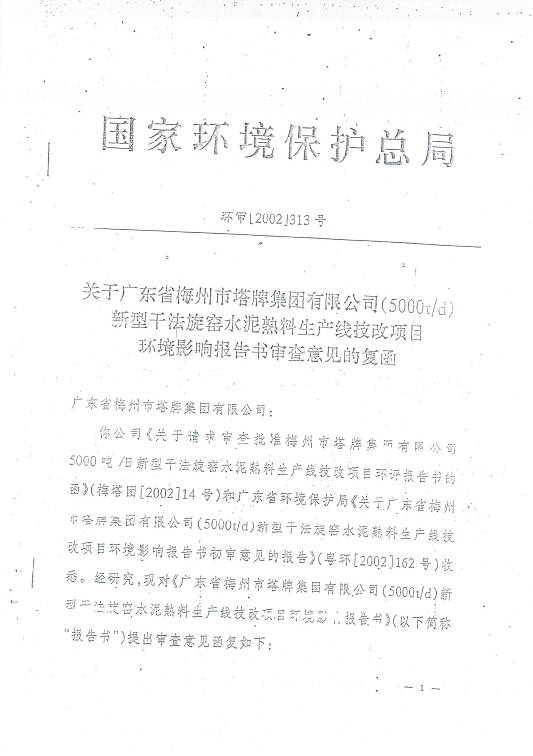 国家环境保护总局
环审[2002]313号
关于广东省梅州市塔牌集团有限公司(5000t/d)
新型干法旋窑水泥熟料生产线技改项目
环境影响报告书审查意见的复函
广东省梅州市塔牌集团有限公司：
你公司《关于请求审查批准梅州市塔牌集团有限公司
5000吨/日新型干法旋窑水泥熟料生产线技改项目环评报告书的
函》(梅塔团[2002]14号)和广东省环境保护局《关于广东省梅州
市塔牌集团有限公司(5000t/d)新型干法旋窑水泥熟料生产线技
改项目环境影响报告书初审意见的报告》(粤环[2002]162号)收
悉。经研究,现对《广东省梅州市塔牌集团有限公司(5000t/d)新
型干法旋窑水泥熟料生产线技改项目环境影响报告书》(以下简称
“报告书”)提出审查意见函复如下：
— 1 —